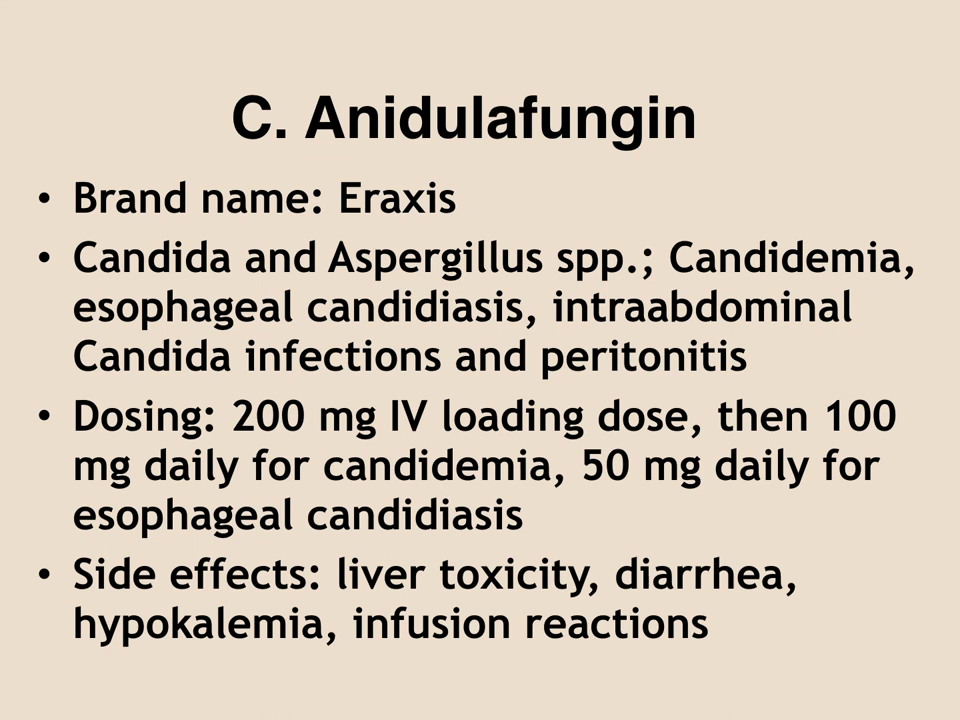 C. Anidulafungin
• Brand name: Eraxis
• Candida and Aspergillus spp.; Candidemia,
esophageal candidiasis, intraabdominal
Candida infections and peritonitis
• Dosing: 200 mg IV loading dose, then 100
mg daily for candidemia, 50 mg daily for
esophageal candidiasis
• Side effects: liver toxicity, diarrhea,
hypokalemia, infusion reactions